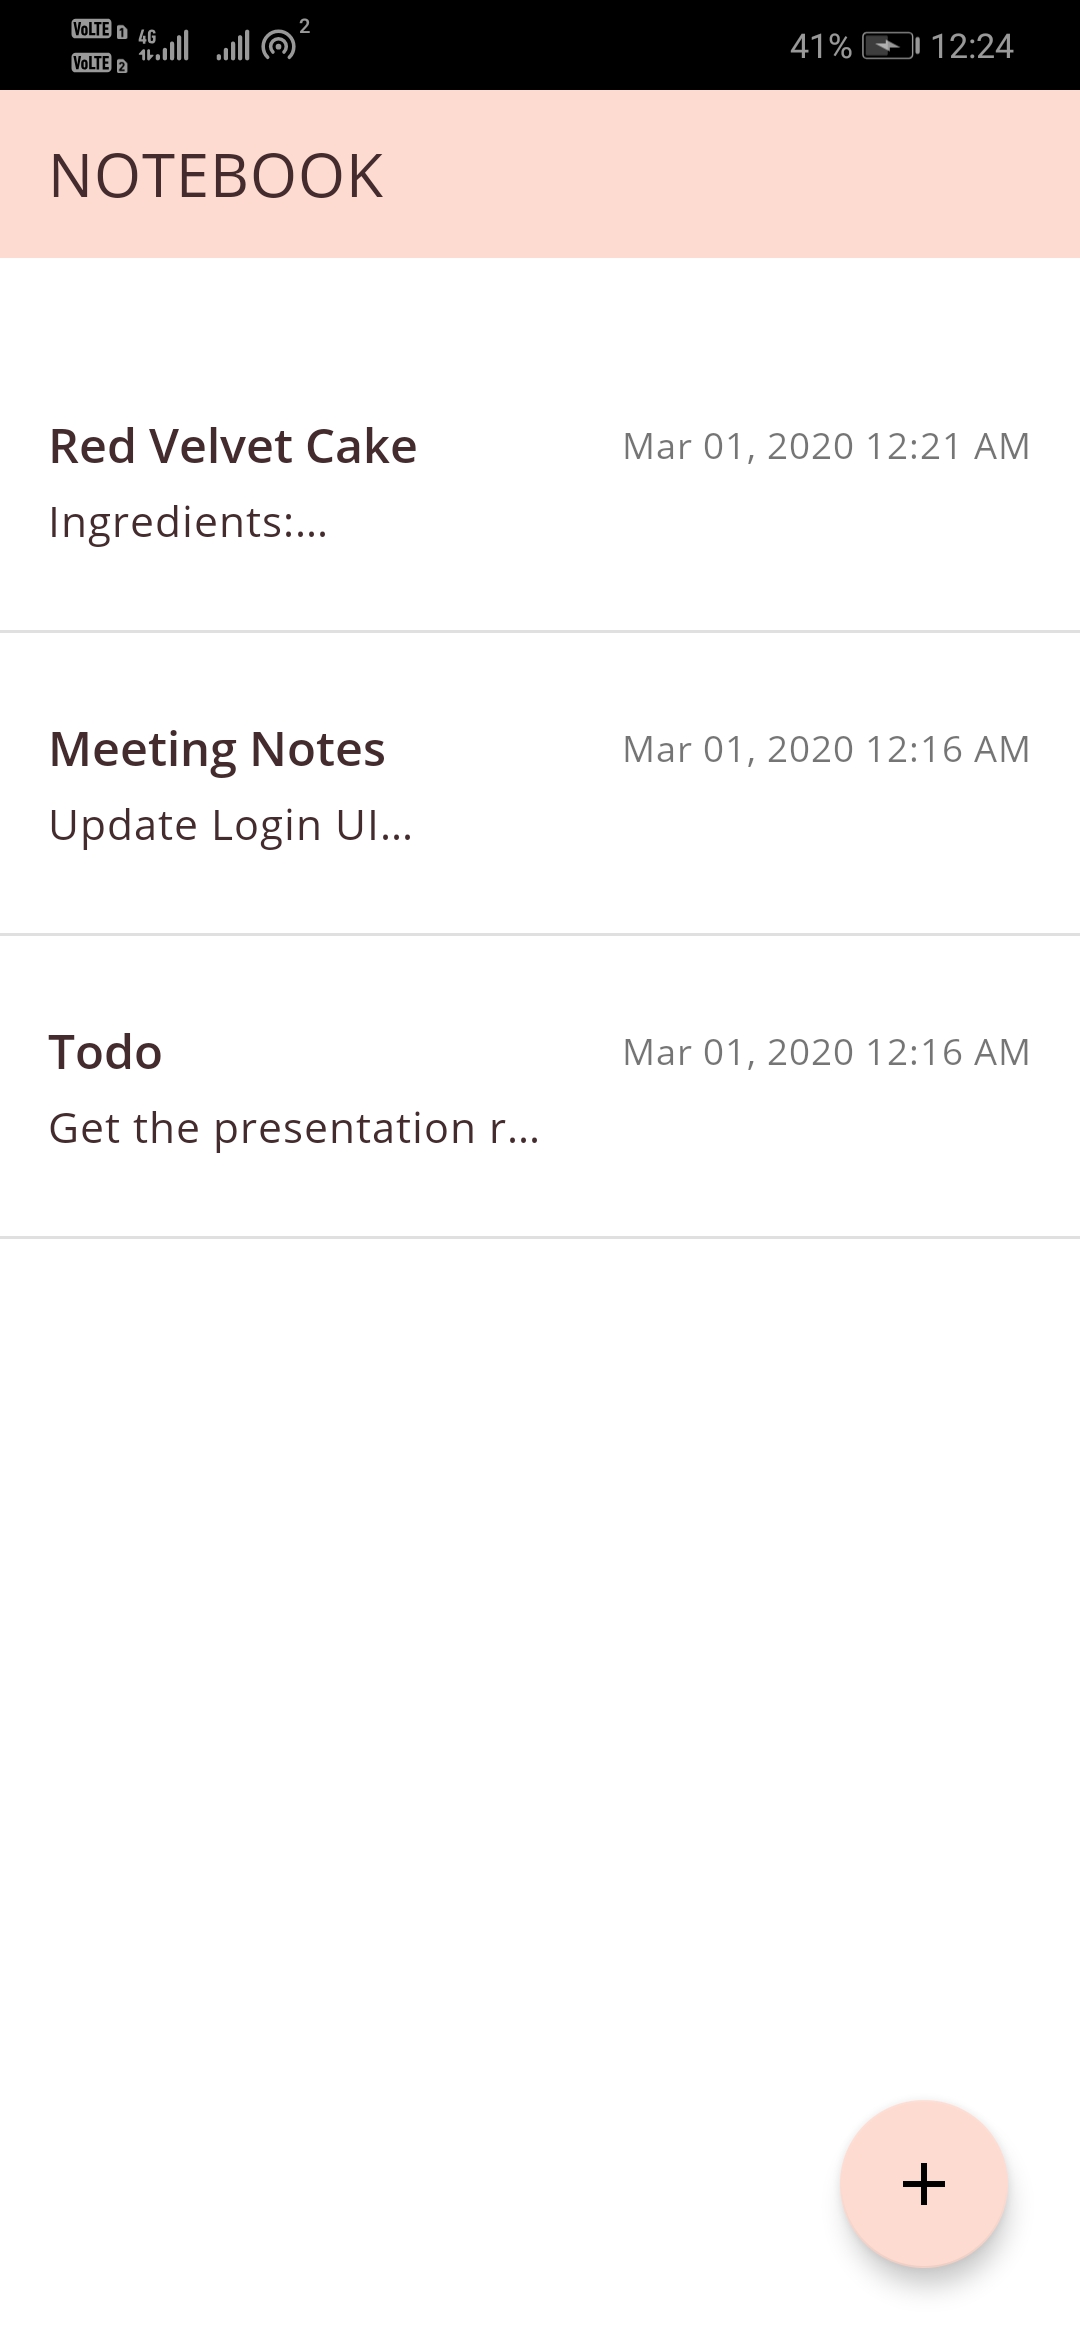 VoLTE 1 4G 2
VoLTE 2
41% 12:24
NOTEBOOK
Red Velvet Cake Mar 01, 2020 12:21 AM
Ingredients:...
Meeting Notes Mar 01, 2020 12:16 AM
Update Login UI...
Todo Mar 01, 2020 12:16 AM
Get the presentation r...